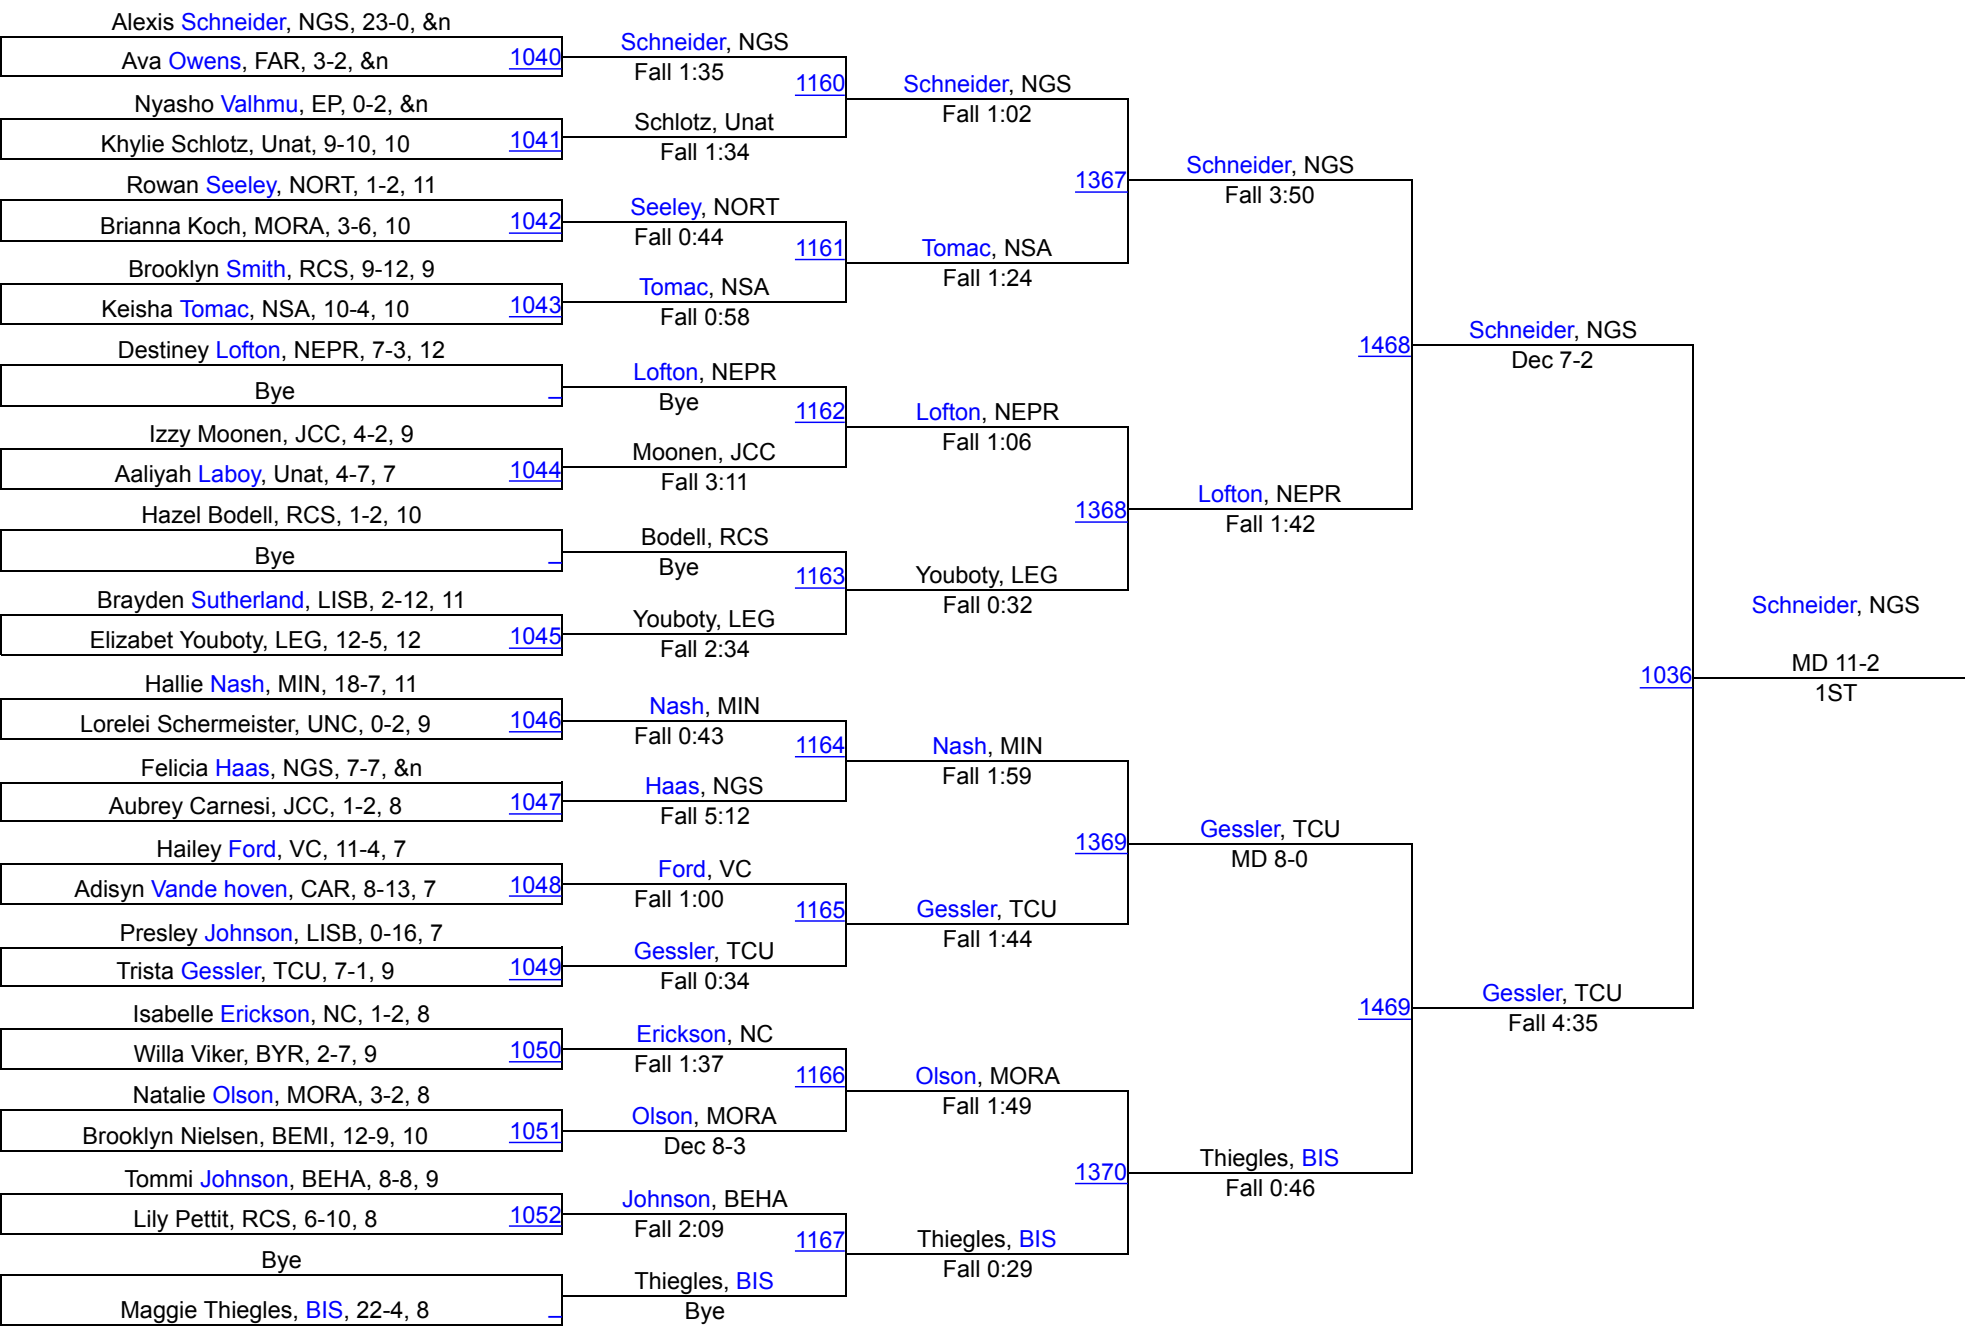 Alexis Schneider, NGS, 23-0, &n
Ava Owens, FAR, 3-2, &n
1040
Nyasho Valhmu, EP, 0-2, &n
Khylie Schlotz, Unat, 9-10, 10
1041
Rowan Seeley, NORT, 1-2, 11
Brianna Koch, MORA, 3-6, 10
1042
Brooklyn Smith, RCS, 9-12, 9
Keisha Tomac, NSA, 10-4, 10
1043
Destiney Lofton, NEPR, 7-3, 12
Bye
Izzy Moonen, JCC, 4-2, 9
Aaliyah Laboy, Unat, 4-7, 7
1044
Hazel Bodell, RCS, 1-2, 10
Bye
Brayden Sutherland, LISB, 2-12, 11
Elizabet Youboty, LEG, 12-5, 12
1045
Hallie Nash, MIN, 18-7, 11
Lorelei Schermeister, UNC, 0-2, 9
1046
Felicia Haas, NGS, 7-7, &n
Aubrey Carnesi, JCC, 1-2, 8
1047
Hailey Ford, VC, 11-4, 7
Adisyn Vande hoven, CAR, 8-13, 7
1048
Presley Johnson, LISB, 0-16, 7
Trista Gessler, TCU, 7-1, 9
1049
Isabelle Erickson, NC, 1-2, 8
Willa Viker, BYR, 2-7, 9
1050
Natalie Olson, MORA, 3-2, 8
Brooklyn Nielsen, BEMI, 12-9, 10
1051
Tommi Johnson, BEHA, 8-8, 9
Lily Pettit, RCS, 6-10, 8
1052
Bye
Maggie Thiegles, BIS, 22-4, 8
Schneider, NGS
Fall 1:35
1160
Schlotz, Unat
Fall 1:34
Seeley, NORT
Fall 0:44
1161
Tomac, NSA
Fall 0:58
Lofton, NEPR
Bye
1162
Moonen, JCC
Fall 3:11
Bodell, RCS
Bye
1163
Youboty, LEG
Fall 2:34
Nash, MIN
Fall 0:43
1164
Haas, NGS
Fall 5:12
Ford, VC
Fall 1:00
1165
Gessler, TCU
Fall 0:34
Erickson, NC
Fall 1:37
1166
Olson, MORA
Dec 8-3
Johnson, BEHA
Fall 2:09
1167
Thiegles, BIS
Bye
Schneider, NGS
Fall 1:02
1367
Tomac, NSA
Fall 1:24
Lofton, NEPR
Fall 1:06
1368
Youboty, LEG
Fall 0:32
Nash, MIN
Fall 1:59
1369
Gessler, TCU
Fall 1:44
Olson, MORA
Fall 1:49
1370
Thiegles, BIS
Fall 0:29
Schneider, NGS
Fall 3:50
1468
Lofton, NEPR
Fall 1:42
Gessler, TCU
MD 8-0
1469
Thiegles, BIS
Fall 0:46
Schneider, NGS
Dec 7-2
1036
Gessler, TCU
Fall 4:35
Schneider, NGS
MD 11-2
1ST